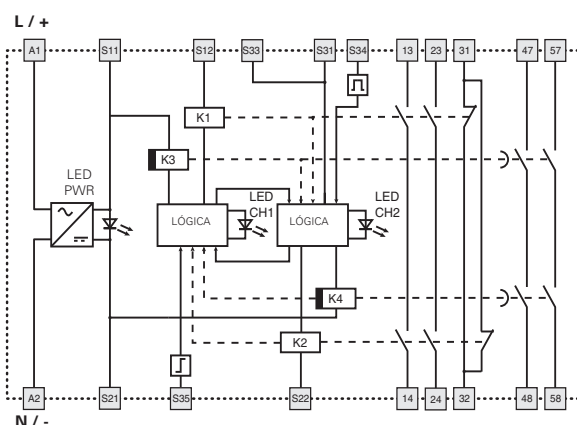 L / +
A1 S11 S12 S33 S31 S34 13 23 31 47 57
K1
K3
LED
PWR
LÓGICA
LED
CH1
LÓGICA
LED
CH2
K4
K2
A2 S21 S35 S22 14 24 32 48 58
N / -